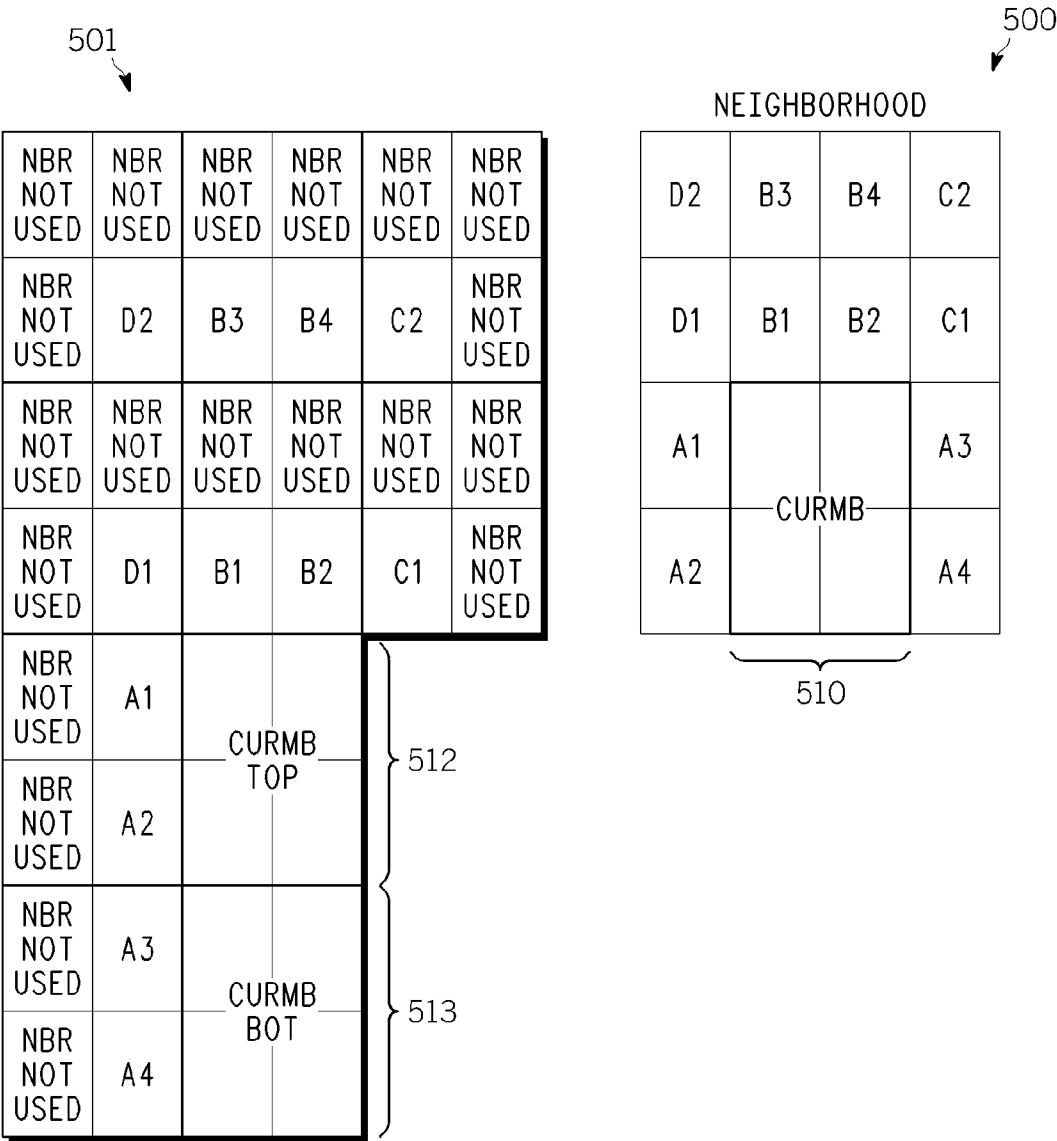 501
500
NEIGHBORHOOD
NBR NBR NBR NBR NBR NBR
NOT NOT NOT NOT NOT NOT
USED USED USED USED USED USED
NBR
NOT
USED
D2 B3 B4 C2
NBR
NOT
USED
NBR NBR NBR NBR NBR NBR
NOT NOT NOT NOT NOT NOT
USED USED USED USED USED USED
NBR
NOT
USED
D1 B1 B2 C1
NBR
NOT
USED
NBR
NOT
USED
A1
CURMB
TOP
512
NBR
NOT
USED
A2
NBR
NOT
USED
A3
CURMB
BOT
513
NBR
NOT
USED
A4
D2 B3 B4 C2
D1 B1 B2 C1
A1 A3
CURMB
A2 A4
510